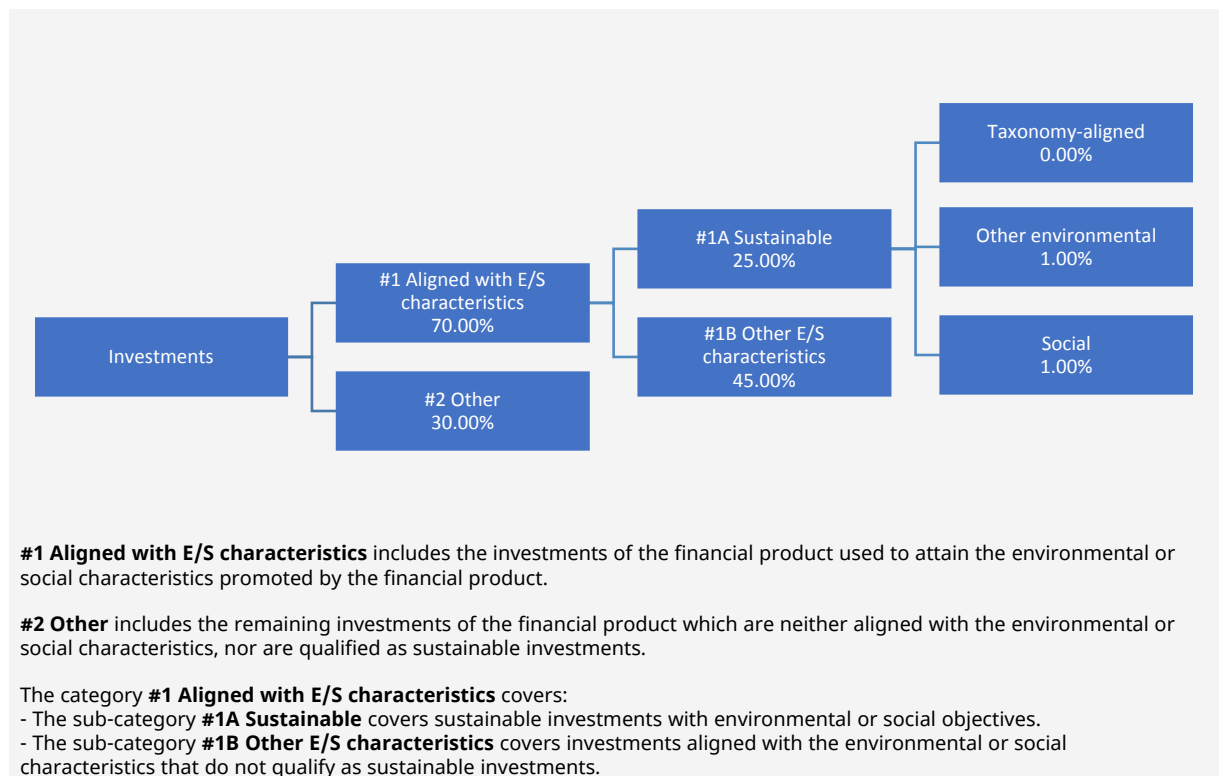 Investments
#1 Aligned with E/S
characteristics
70.00%
#2 Other
30.00%
#1A Sustainable
25.00%
#1B Other E/S
characteristics
45.00%
Taxonomy-aligned
0.00%
Other environmental
1.00%
Social
1.00%
#1 Aligned with E/S characteristics includes the investments of the financial product used to attain the environmental or
social characteristics promoted by the financial product.
#2 Other includes the remaining investments of the financial product which are neither aligned with the environmental or
social characteristics, nor are qualified as sustainable investments.
The category #1 Aligned with E/S characteristics covers:
- The sub-category #1A Sustainable covers sustainable investments with environmental or social objectives.
- The sub-category #1B Other E/S characteristics covers investments aligned with the environmental or social
characteristics that do not qualify as sustainable investments.